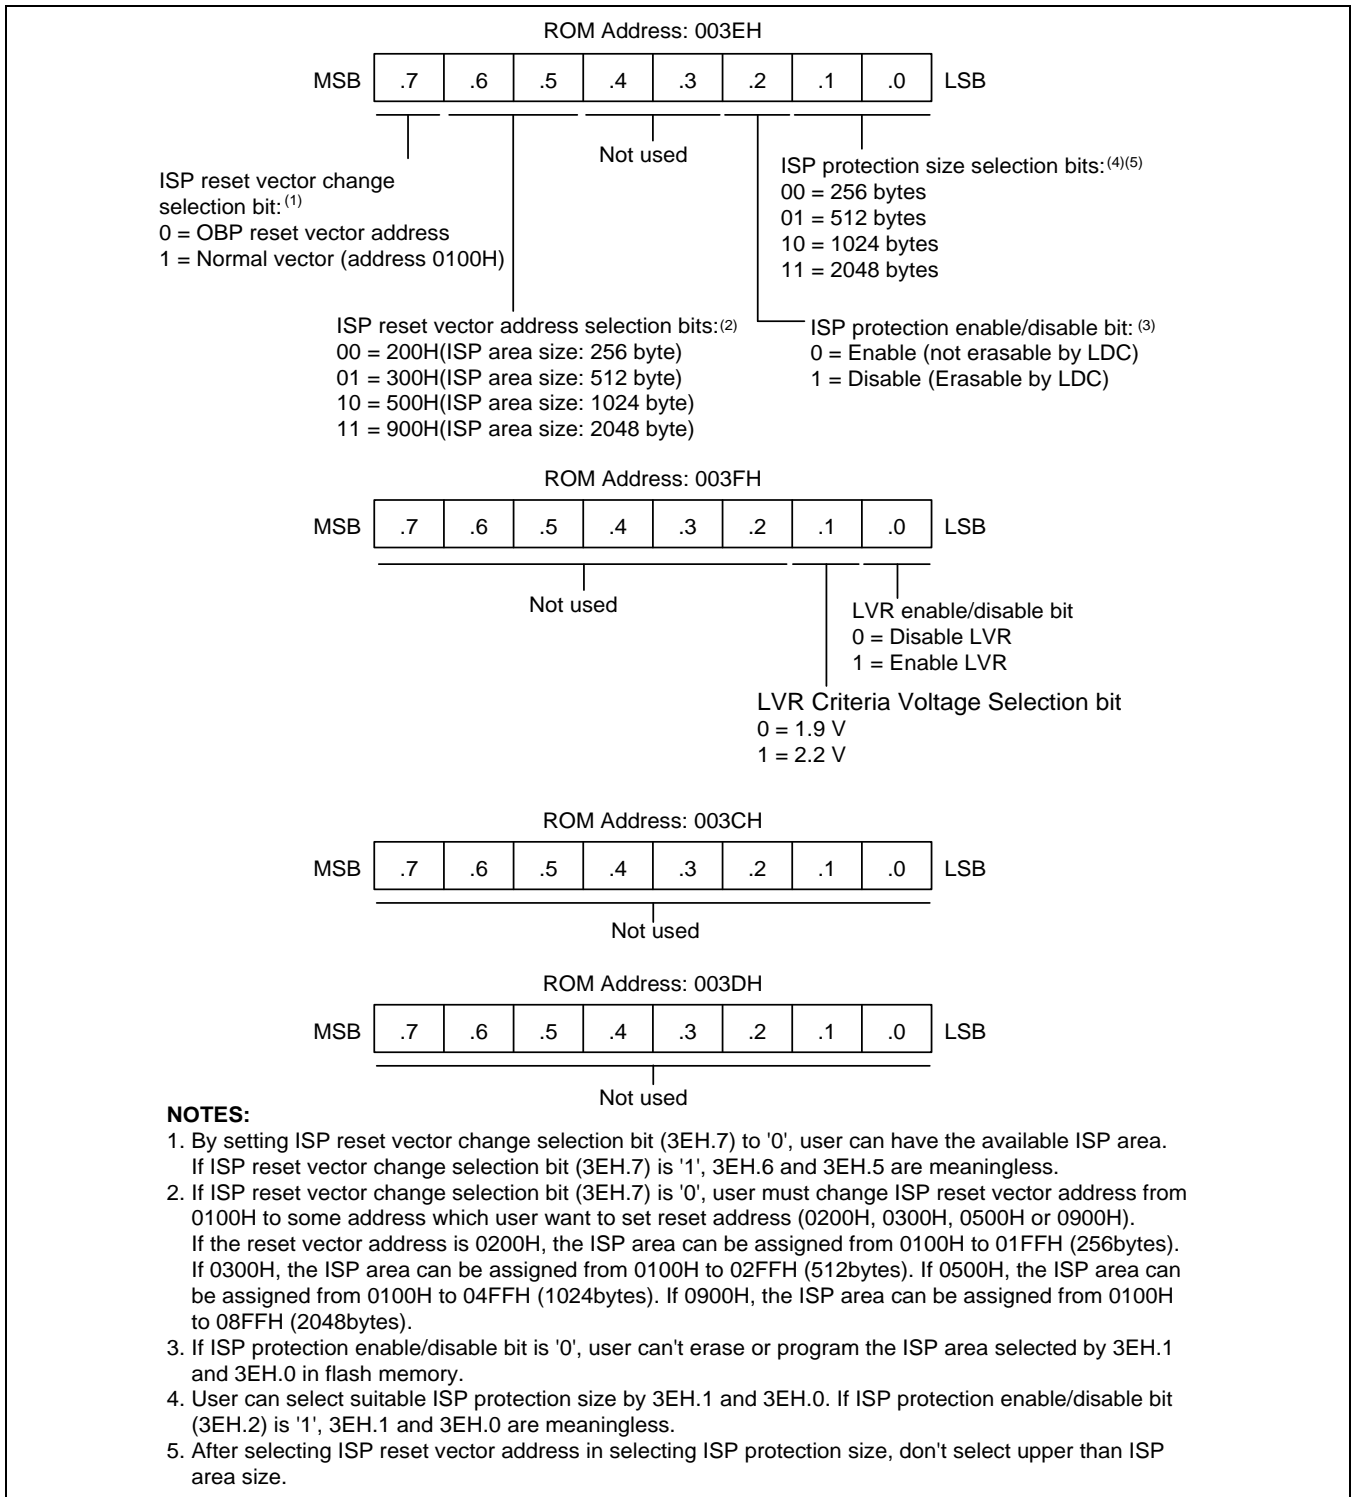 ROM Address: 003EH
MSB .7 .6 .5 .4 .3 .2 .1 .0 LSB
Not used
ISP reset vector change
selection bit: (1)
0 = OBP reset vector address
1 = Normal vector (address 0100H)
ISP protection size selection bits: (4)(5)
00 = 256 bytes
01 = 512 bytes
10 = 1024 bytes
11 = 2048 bytes
ISP reset vector address selection bits: (2)
00 = 200H(ISP area size: 256 byte)
01 = 300H(ISP area size: 512 byte)
10 = 500H(ISP area size: 1024 byte)
11 = 900H(ISP area size: 2048 byte)
ISP protection enable/disable bit: (3)
0 = Enable (not erasable by LDC)
1 = Disable (Erasable by LDC)
ROM Address: 003FH
MSB .7 .6 .5 .4 .3 .2 .1 .0 LSB
Not used
LVR enable/disable bit
0 = Disable LVR
1 = Enable LVR
LVR Criteria Voltage Selection bit
0 = 1.9 V
1 = 2.2 V
ROM Address: 003CH
MSB .7 .6 .5 .4 .3 .2 .1 .0 LSB
Not used
ROM Address: 003DH
MSB .7 .6 .5 .4 .3 .2 .1 .0 LSB
Not used
NOTES:
1. By setting ISP reset vector change selection bit (3EH.7) to '0', user can have the available ISP area.
If ISP reset vector change selection bit (3EH.7) is '1', 3EH.6 and 3EH.5 are meaningless.
2. If ISP reset vector change selection bit (3EH.7) is '0', user must change ISP reset vector address from
0100H to some address which user want to set reset address (0200H, 0300H, 0500H or 0900H).
If the reset vector address is 0200H, the ISP area can be assigned from 0100H to 01FFH (256bytes).
If 0300H, the ISP area can be assigned from 0100H to 02FFH (512bytes). If 0500H, the ISP area can
be assigned from 0100H to 04FFH (1024bytes). If 0900H, the ISP area can be assigned from 0100H
to 08FFH (2048bytes).
3. If ISP protection enable/disable bit is '0', user can't erase or program the ISP area selected by 3EH.1
and 3EH.0 in flash memory.
4. User can select suitable ISP protection size by 3EH.1 and 3EH.0. If ISP protection enable/disable bit
(3EH.2) is '1', 3EH.1 and 3EH.0 are meaningless.
5. After selecting ISP reset vector address in selecting ISP protection size, don't select upper than ISP
area size.